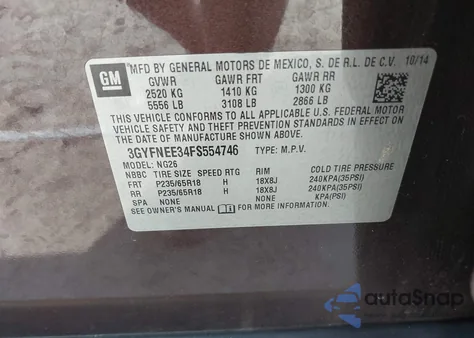 GM
MFD BY GENERAL MOTORS DE MEXICO, S. DE R.L. DE C.V. 10/14
GVWR GAWR FRT GAWR RR
2520 KG 1410 KG 1300 KG
5556 LB 3108 LB 2866 LB
THIS VEHICLE CONFORMS TO ALL APPLICABLE U.S. FEDERAL MOTOR
VEHICLE SAFETY AND THEFT PREVENTION STANDARDS IN EFFECT ON THE DATE OF
MANUFACTURE SHOWN ABOVE.
3GYFNEE34FS554746 TYPE: M.P.V.
MODEL: NG26
NBBC TIRE SIZE SPEED RTG RIM COLD TIRE PRESSURE
FRT P235/65R18 H 18X8J 240KPA(35PSI)
RR P235/65R18 H 18X8J 240KPA(35PSI)
SPA NONE NONE KPA(PSI)
SEE OWNER'S MANUAL FOR MORE INFORMATION
autoSnap